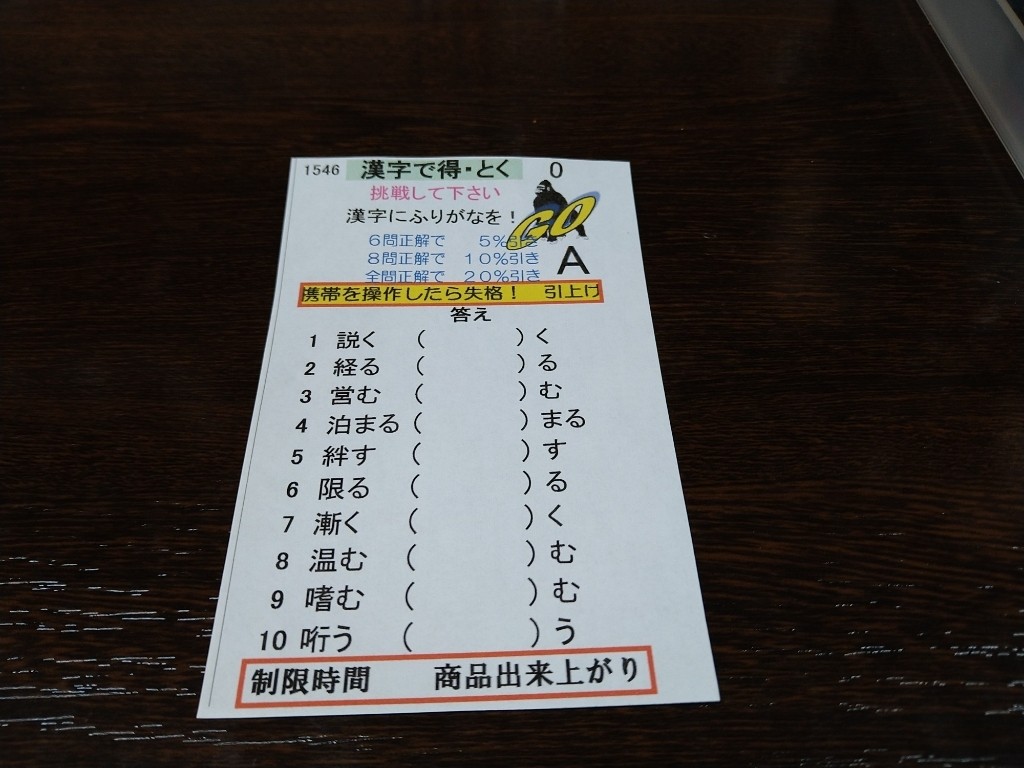 1546 漢字で得・とく 0
挑戦して下さい
漢字にふりがなを！
GO
6問正解で 5％引き
8問正解で 10％引き
全問正解で 20％引き
A
携帯を操作したら失格！ 引上げ
答え
1 説く ( ) く
2 経る ( ) る
3 営む ( ) む
4 泊まる ( ) まる
5 絆す ( ) す
6 限る ( ) る
7 漸く ( ) く
8 温む ( ) む
9 嗜む ( ) む
10 哘う ( ) う
制限時間 商品出来上がり